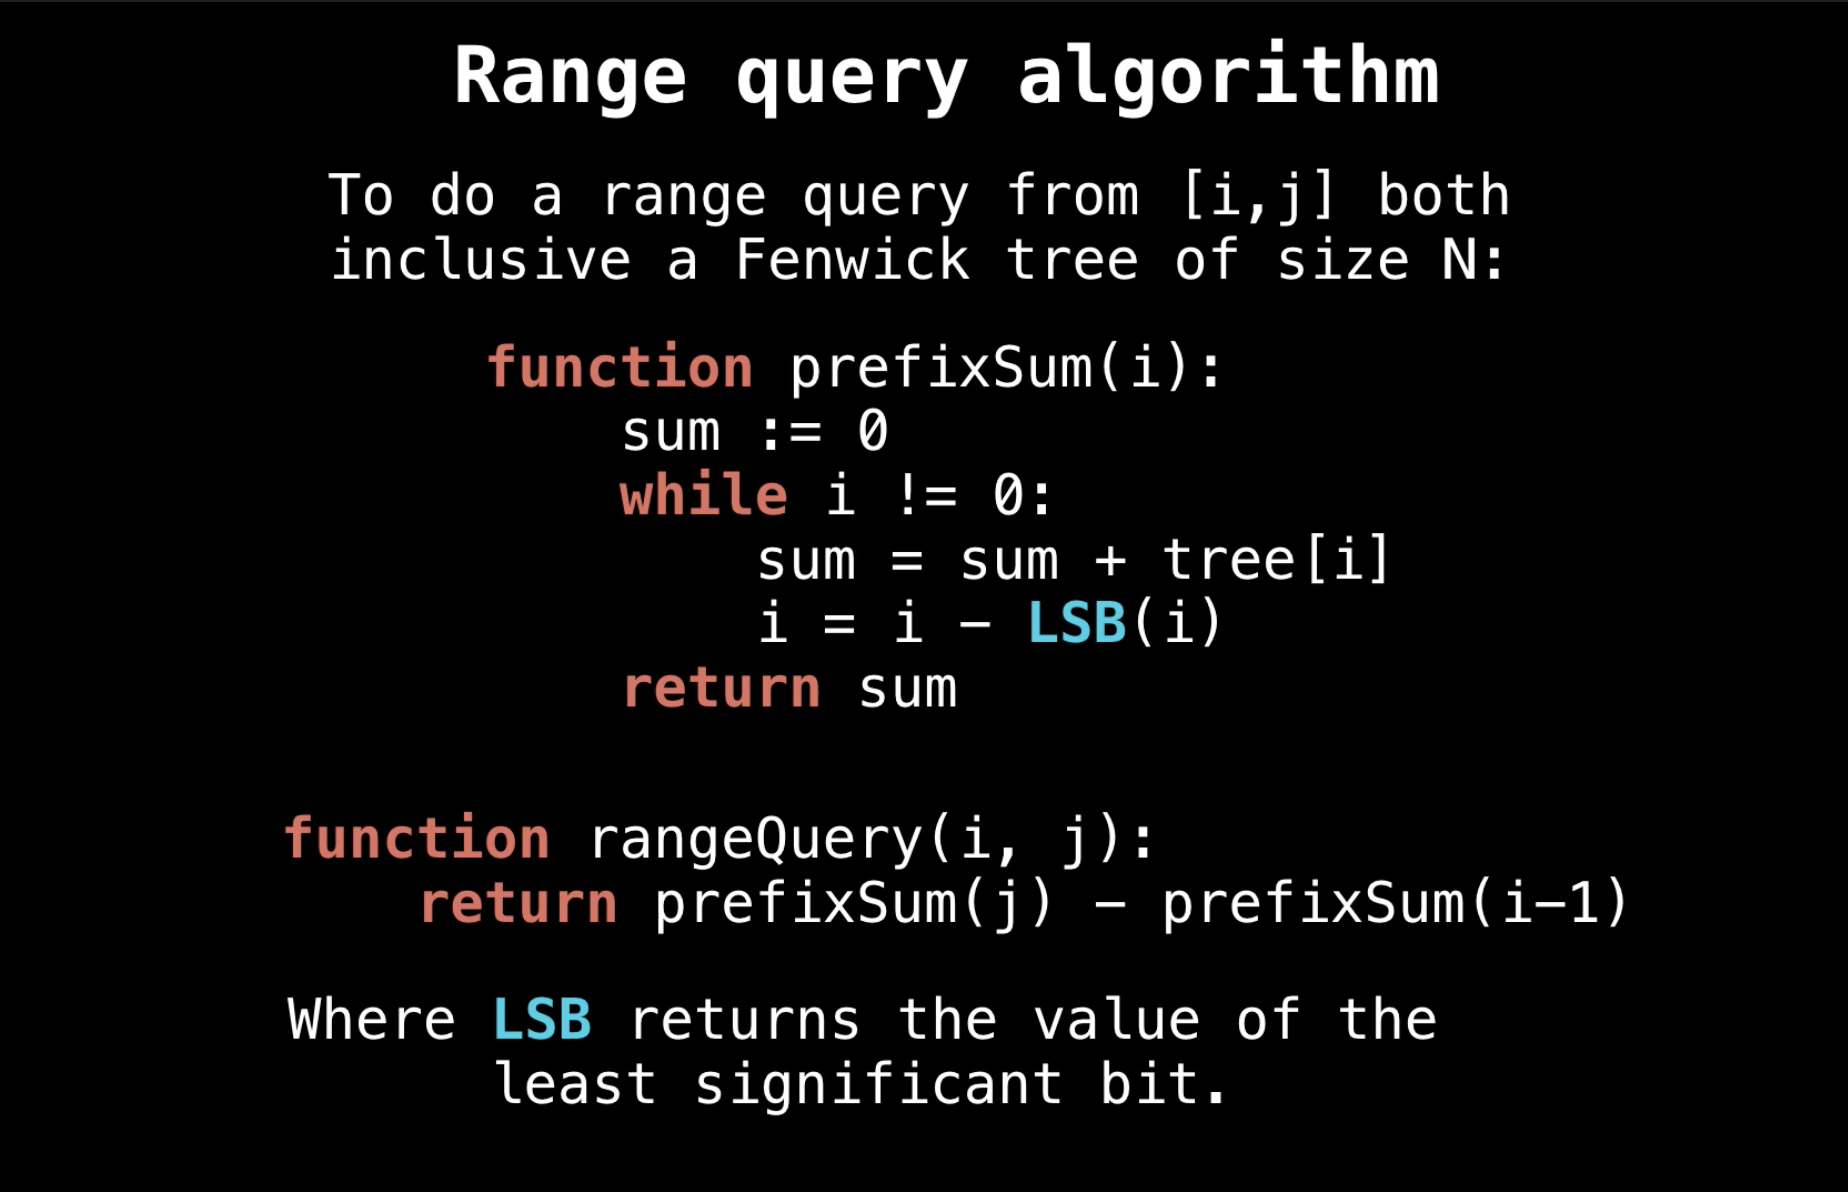 Range query algorithm
To do a range query from [i,j] both
inclusive a Fenwick tree of size N:
function prefixSum(i):
sum := 0
while i != 0:
sum = sum + tree[i]
i = i - LSB(i)
return sum
function rangeQuery(i, j):
return prefixSum(j) - prefixSum(i-1)
Where LSB returns the value of the
least significant bit.